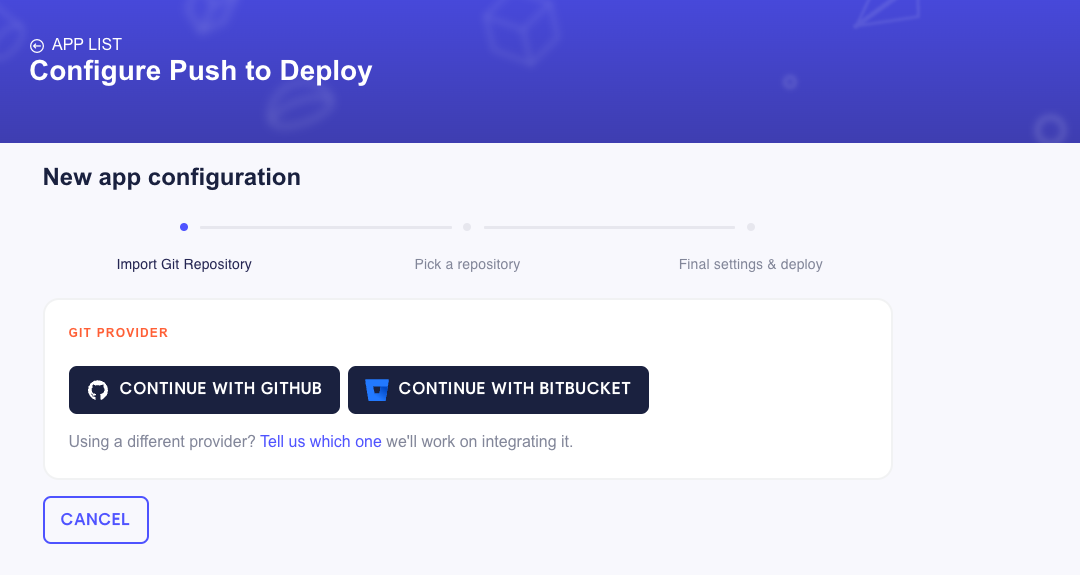 APP LIST
Configure Push to Deploy
New app configuration
Import Git Repository
Pick a repository
Final settings & deploy
GIT PROVIDER
CONTINUE WITH GITHUB
CONTINUE WITH BITBUCKET
Using a different provider? Tell us which one we'll work on integrating it.
CANCEL